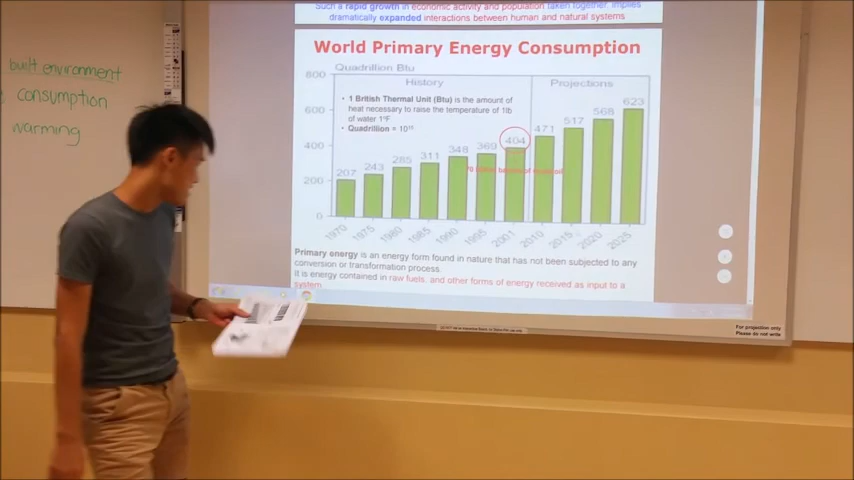 built environment
consumption
warming
Such a rapid growth in economic activity and population taken together, implies
dramatically expanded interactions between human and natural systems
World Primary Energy Consumption
Quadrillion Btu
History
Projections
800
600
400
200
0
• 1 British Thermal Unit (Btu) is the amount of
heat necessary to raise the temperature of 1lb
of water 1°F
• Quadrillion = 10¹⁵
207 243 285 311 348 369 404 471 517 568 623
1970 1975 1980 1985 1990 1995 2001 2010 2015 2020 2025
Primary energy is an energy form found in nature that has not been subjected to any
conversion or transformation process.
It is energy contained in raw fuels, and other forms of energy received as input to a
system
For projection only
Please do not write